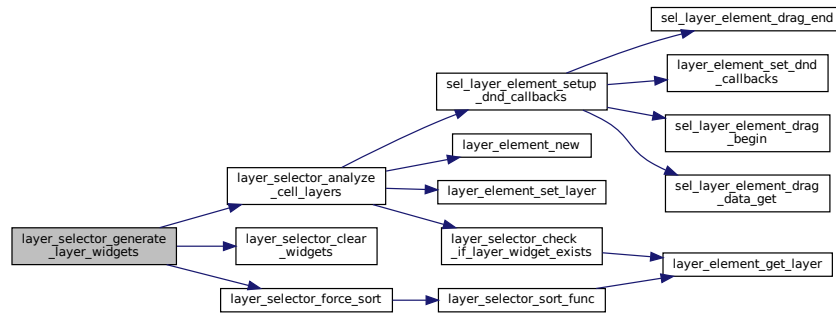 layer_selector_generate
_layer_widgets
layer_selector_analyze
_cell_layers
layer_selector_clear
_widgets
layer_selector_force_sort
sel_layer_element_setup
_dnd_callbacks
layer_element_new
layer_element_set_layer
layer_selector_check
_if_layer_widget_exists
layer_selector_sort_func
sel_layer_element_drag_end
layer_element_set_dnd
_callbacks
sel_layer_element_drag
_begin
sel_layer_element_drag
_data_get
layer_element_get_layer